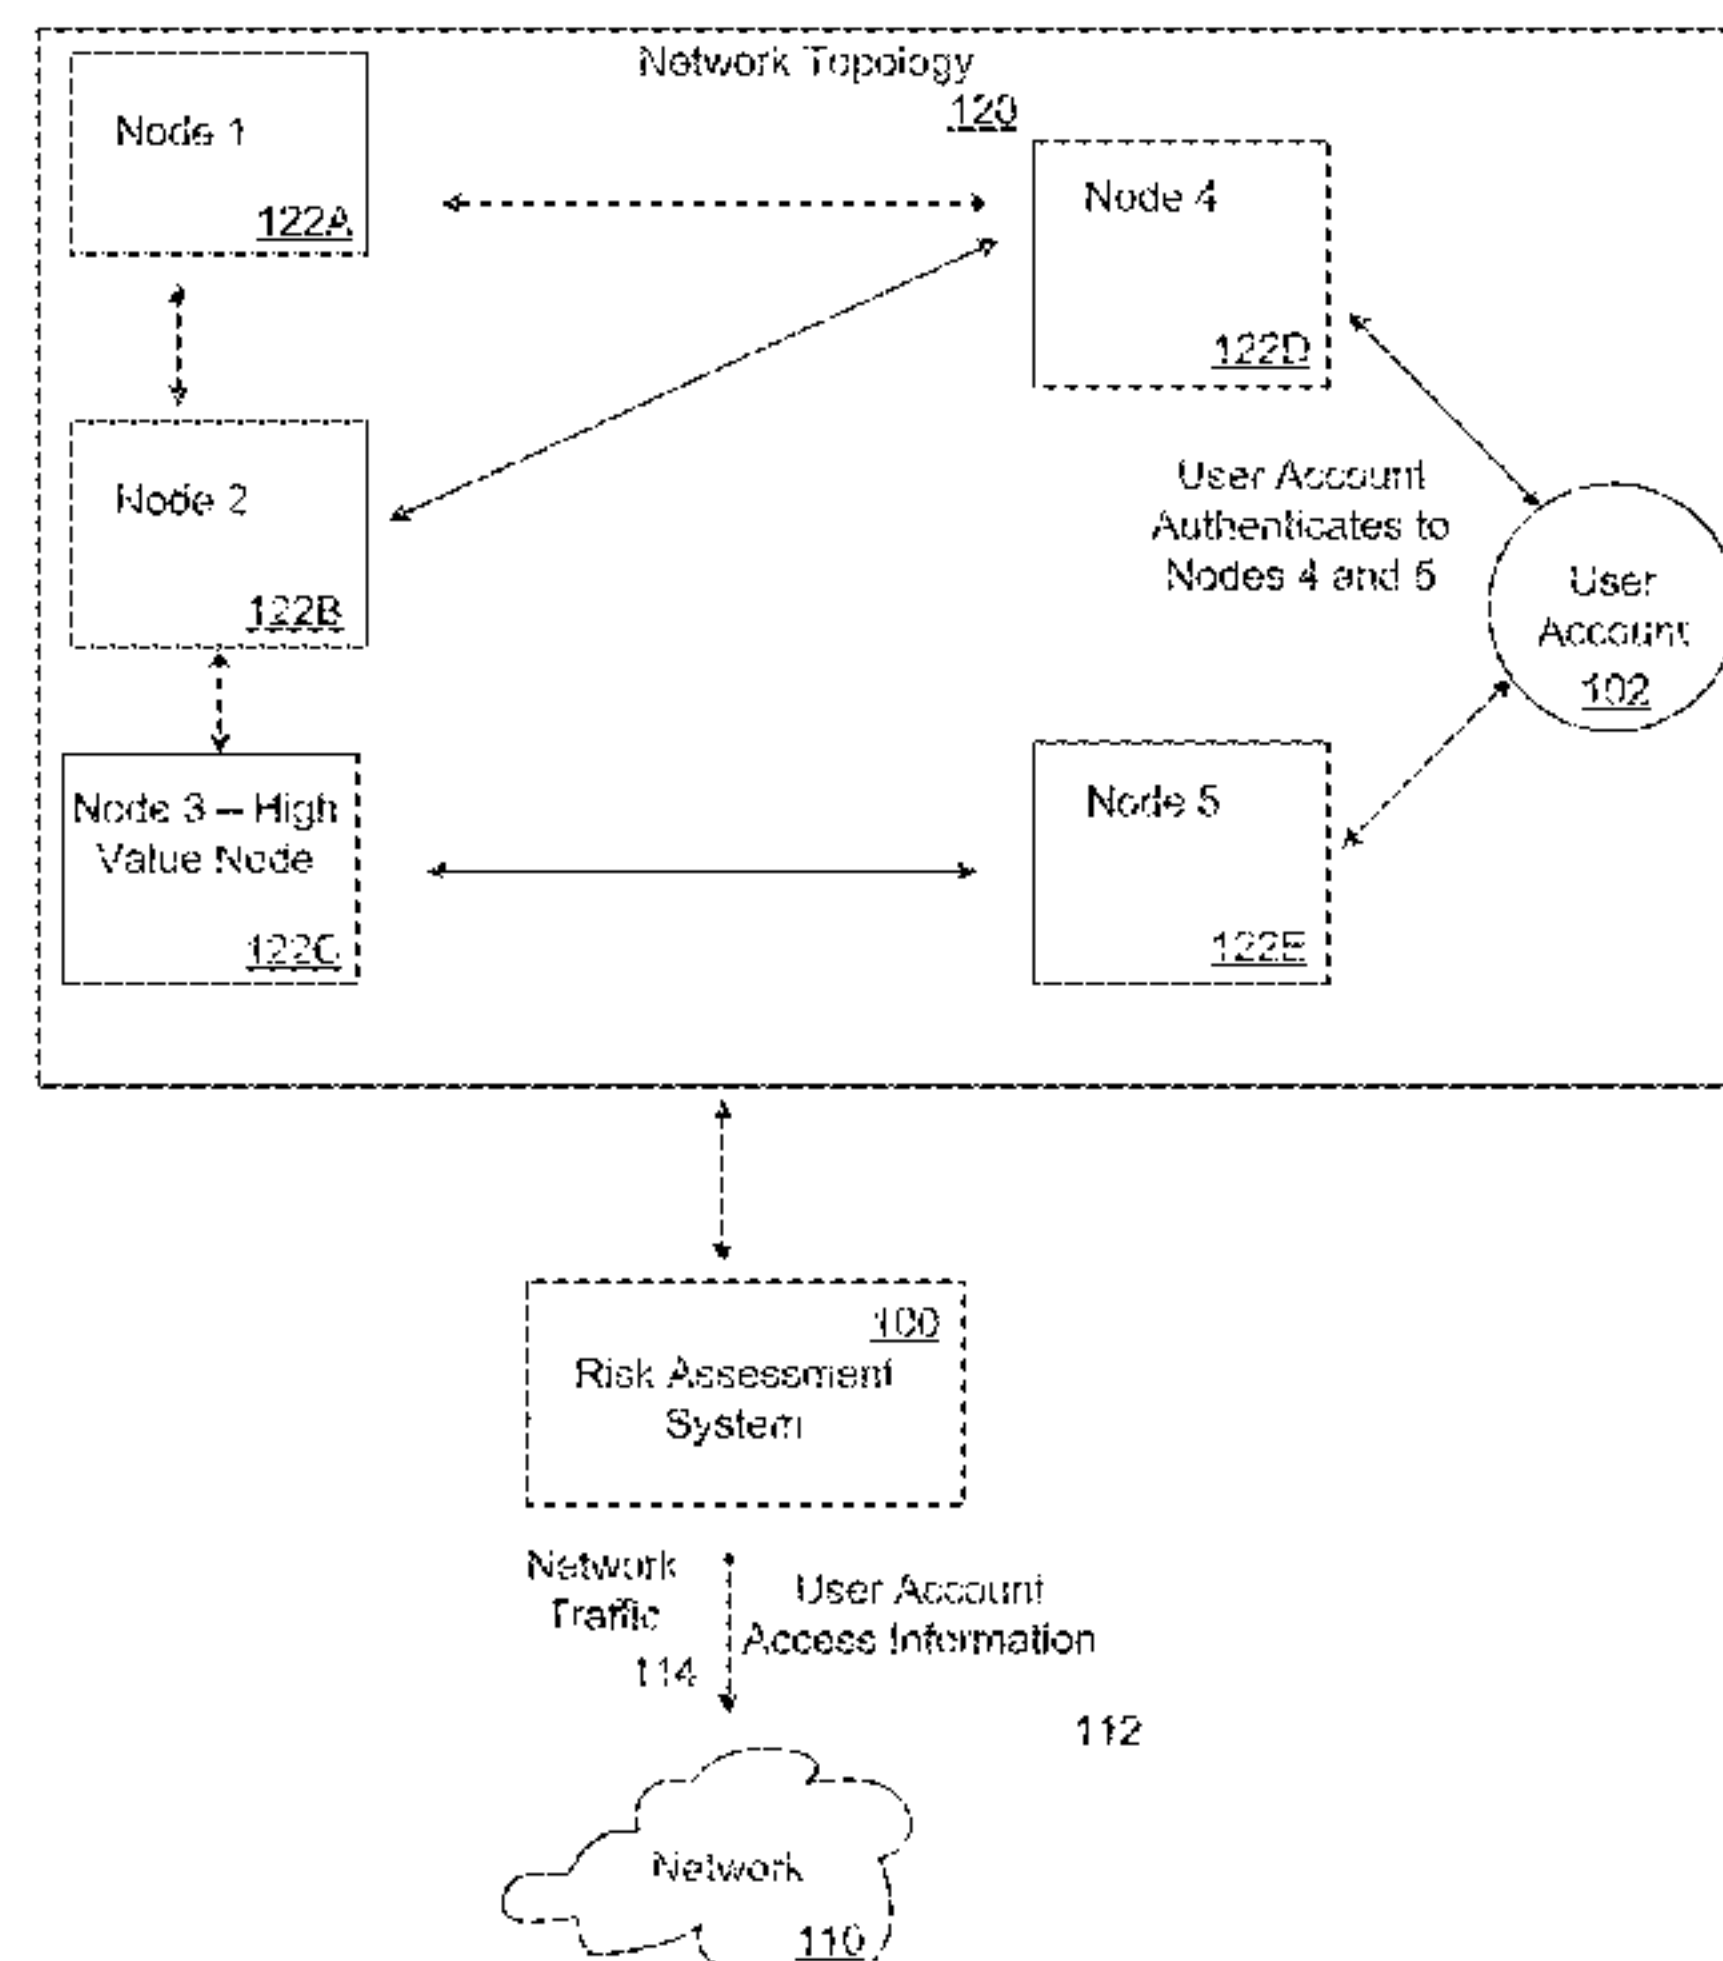 Network Topology
120
Node 1
122A
Node 4
122D
Node 2
122B
User Account
Authenticates to
Nodes 4 and 5
User
Account
102
Node 3 – High
Value Node
122C
Node 5
122E
100
Risk Assessment
System
Network
Traffic
114
User Account
Access Information
112
Network
110